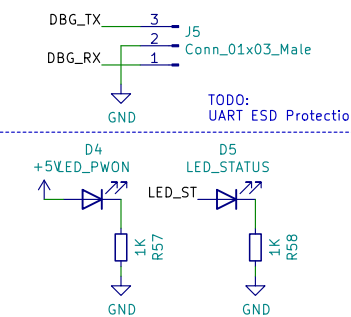 DBG_TX 3 J5
2 Conn_01x03_Male
DBG_RX 1
GND
TODO:
UART ESD Protectio
D4 D5
+5V LED_PWON LED_STATUS
LED_ST
1K R57 1K R58
GND GND